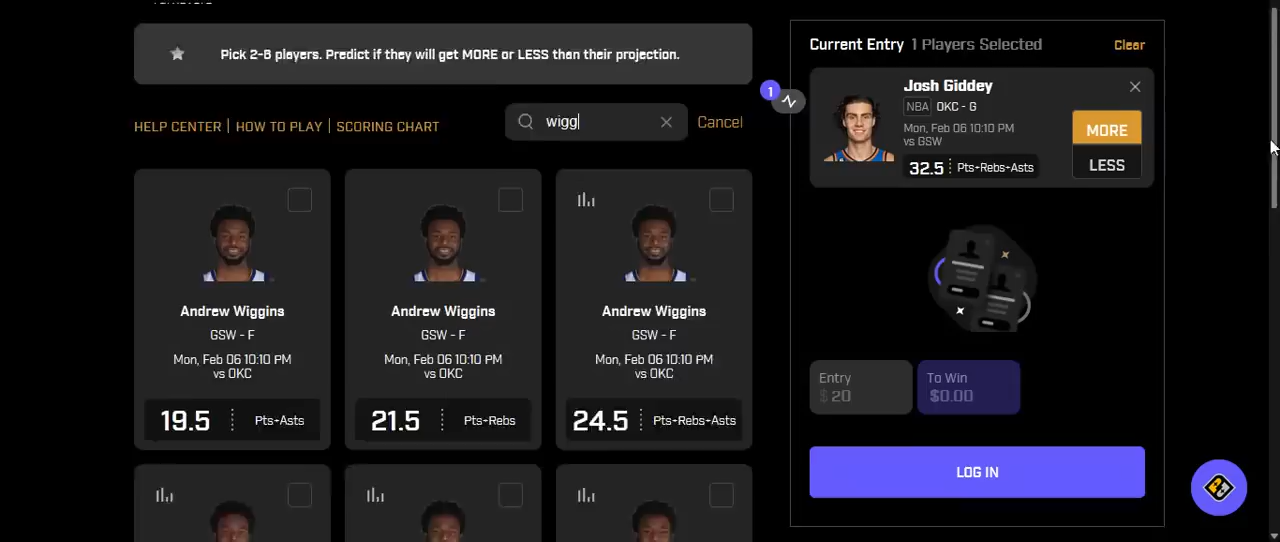 Pick 2-6 players. Predict if they will get MORE or LESS than their projection.
HELP CENTER | HOW TO PLAY | SCORING CHART
wigg
Cancel
Andrew Wiggins
GSW - F
Mon, Feb 06 10:10 PM
vs OKC
19.5 Pts+Asts
Andrew Wiggins
GSW - F
Mon, Feb 06 10:10 PM
vs OKC
21.5 Pts+Rebs
Andrew Wiggins
GSW - F
Mon, Feb 06 10:10 PM
vs OKC
24.5 Pts+Rebs+Asts
Current Entry 1 Players Selected
Clear
1
Josh Giddey
NBA OKC - G
Mon, Feb 06 10:10 PM
vs GSW
32.5 Pts+Rebs+Asts
MORE
LESS
Entry
$ 20
To Win
$0.00
LOG IN